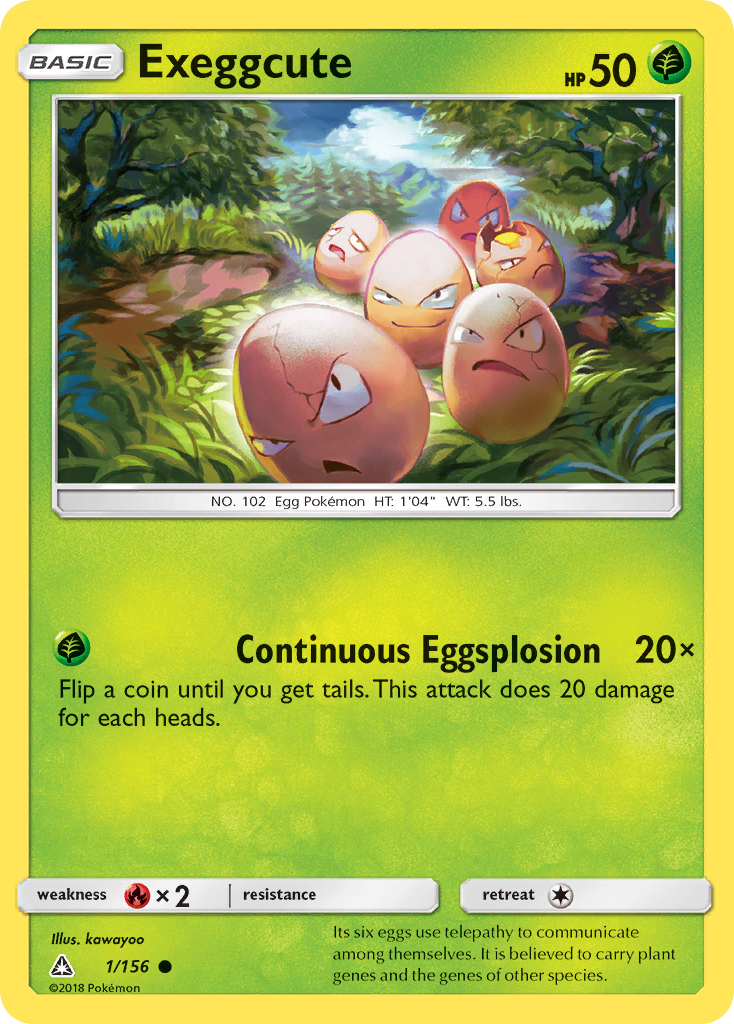 BASIC Exeggcute HP 50
NO. 102 Egg Pokémon HT: 1'04" WT: 5.5 lbs.
Continuous Eggsplosion 20×
Flip a coin until you get tails. This attack does 20 damage
for each heads.
weakness × 2 resistance retreat
Illus. kawayoo
1/156
©2018 Pokémon
Its six eggs use telepathy to communicate
among themselves. It is believed to carry plant
genes and the genes of other species.